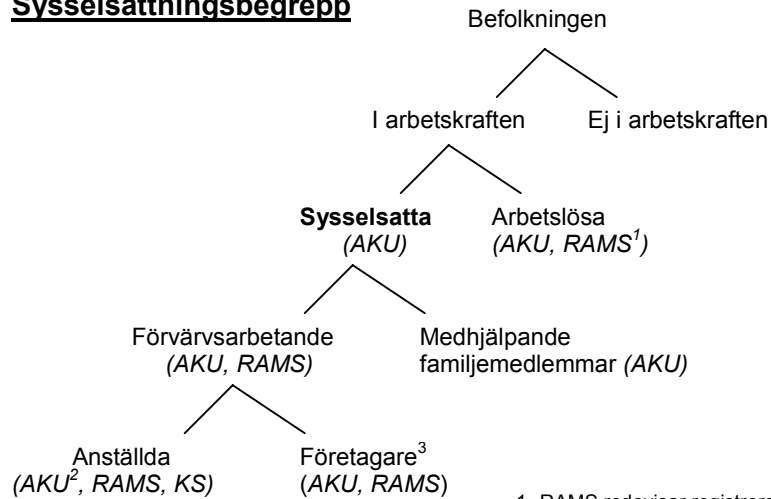 Sysselsättningsbegrepp
Befolkningen
I arbetskraften Ej i arbetskraften
Sysselsatta Arbetslösa
(AKU) (AKU, RAMS¹)
Förvärvsarbetande Medhjälpande
(AKU, RAMS) familjemedlemmar (AKU)
Anställda Företagare³
(AKU², RAMS, KS) (AKU, RAMS)
1. RAMS redovisar